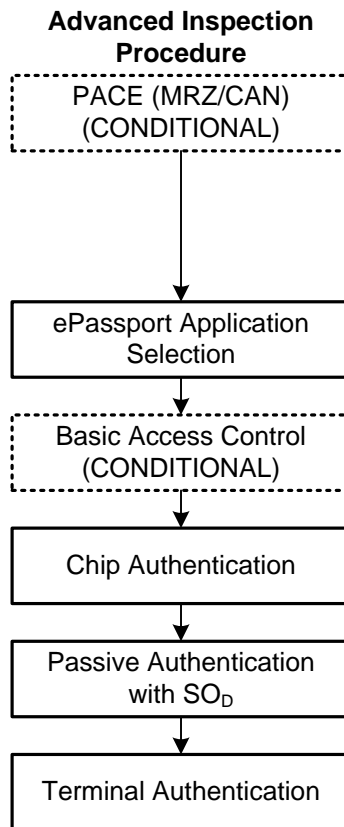 Advanced Inspection
Procedure
PACE (MRZ/CAN)
(CONDITIONAL)
ePassport Application
Selection
Basic Access Control
(CONDITIONAL)
Chip Authentication
Passive Authentication
with SO_D
Terminal Authentication